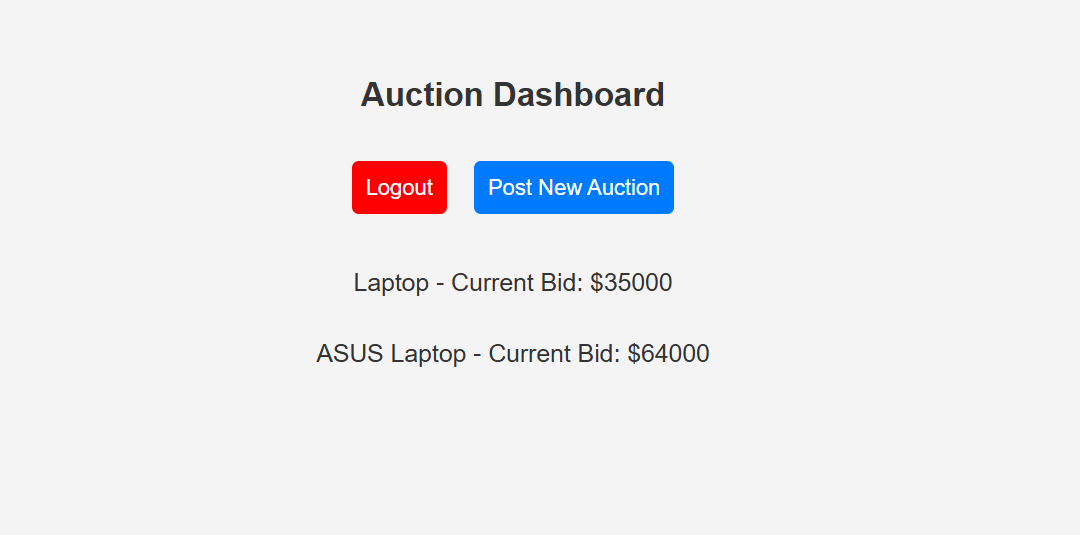 Auction Dashboard
Logout Post New Auction
Laptop - Current Bid: $35000
ASUS Laptop - Current Bid: $64000